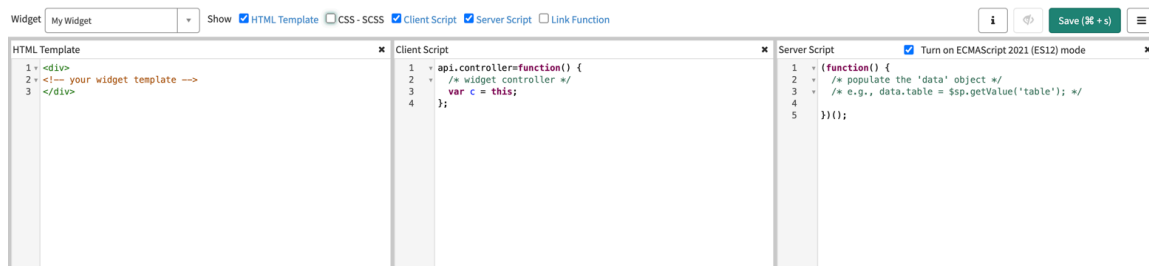 Widget My Widget Show HTML Template CSS - SCSS Client Script Server Script Link Function i Save (⌘ + s)
HTML Template
1 <div>
2 <!-- your widget template -->
3 </div>
Client Script
1 api.controller=function() {
2 /* widget controller */
3 var c = this;
4 };
Server Script Turn on ECMAScript 2021 (ES12) mode
1 (function() {
2 /* populate the 'data' object */
3 /* e.g., data.table = $sp.getValue('table'); */
4
5 })();